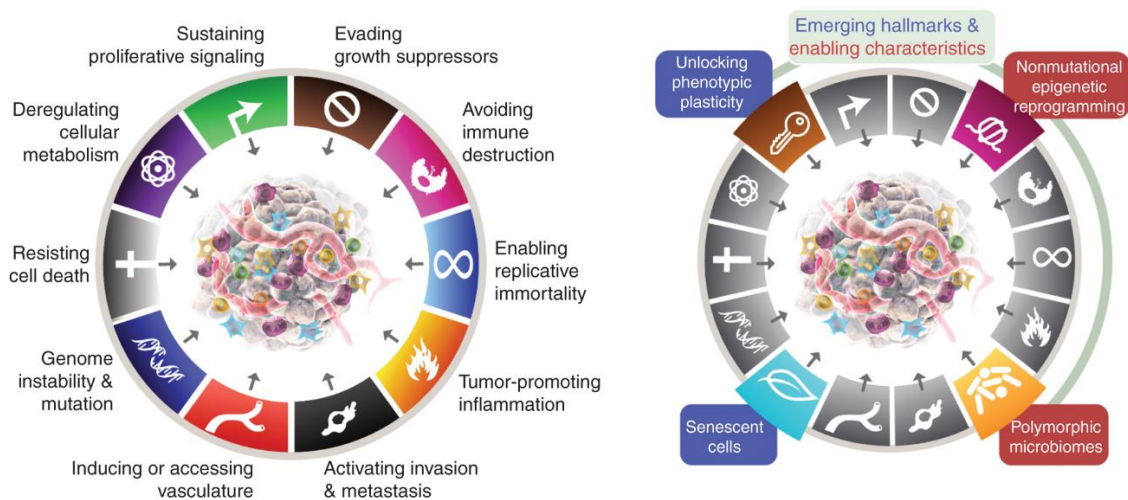 Sustaining
proliferative signaling
Evading
growth suppressors
Deregulating
cellular
metabolism
Avoiding
immune
destruction
Resisting
cell death
Enabling
replicative
immortality
Genome
instability &
mutation
Tumor-promoting
inflammation
Inducing or accessing
vasculature
Activating invasion
& metastasis
Emerging hallmarks &
enabling characteristics
Unlocking
phenotypic
plasticity
Nonmutational
epigenetic
reprogramming
Senescent
cells
Polymorphic
microbiomes